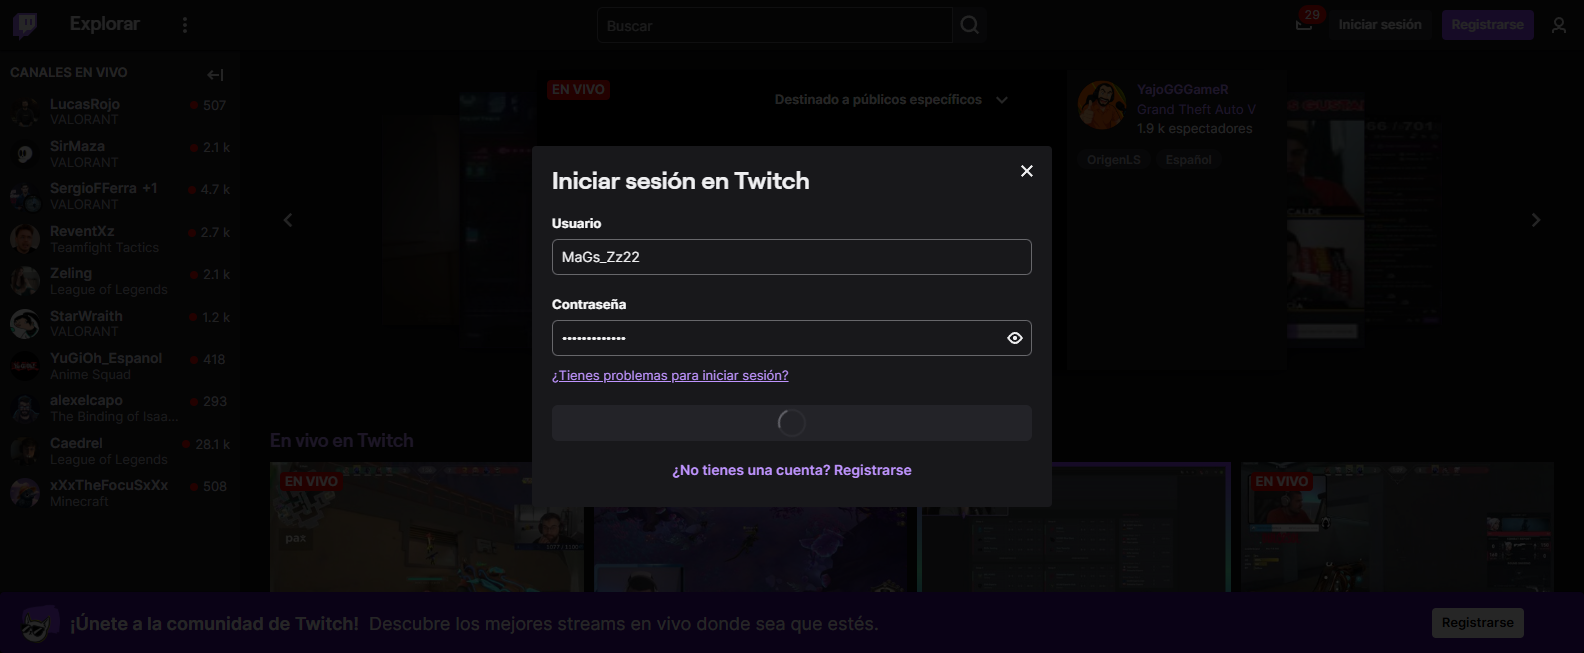 Explorar
Buscar
29
Iniciar sesión
Registrarse
CANALES EN VIVO
LucasRojo 507
VALORANT
SirMaza 2.1 k
VALORANT
SergioFFerra +1 4.7 k
VALORANT
ReventXz 2.7 k
Teamfight Tactics
Zeling 2.1 k
League of Legends
StarWraith 1.2 k
VALORANT
YuGiOh_Espanol 418
Anime Squad
alexelcapo 293
The Binding of Isaa...
Caedrel 28.1 k
League of Legends
xXxTheFocuSxXx 508
Minecraft
EN VIVO
Destinado a públicos específicos
YajoGGGameR
Grand Theft Auto V
1.9 k espectadores
OrigenLS Español
Iniciar sesión en Twitch
Usuario
MaGs_Zz22
Contraseña
•••••••••••••
¿Tienes problemas para iniciar sesión?
¿No tienes una cuenta? Registrarse
En vivo en Twitch
EN VIVO
EN VIVO
¡Únete a la comunidad de Twitch! Descubre los mejores streams en vivo donde sea que estés.
Registrarse